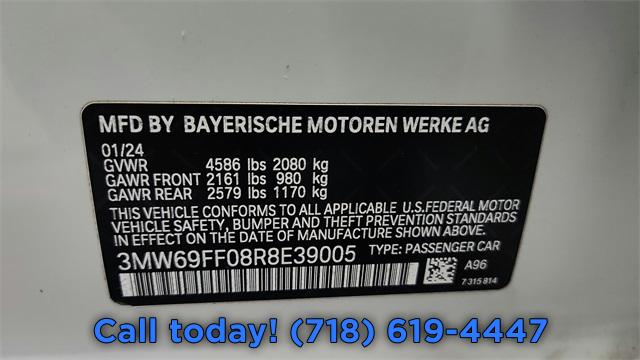 MFD BY BAYERISCHE MOTOREN WERKE AG
01/24
GVWR 4586 lbs 2080 kg
GAWR FRONT 2161 lbs 980 kg
GAWR REAR 2579 lbs 1170 kg
THIS VEHICLE CONFORMS TO ALL APPLICABLE U.S.FEDERAL MOTOR
VEHICLE SAFETY, BUMPER AND THEFT PREVENTION STANDARDS
IN EFFECT ON THE DATE OF MANUFACTURE SHOWN ABOVE.
3MW69FF08R8E39005 TYPE: PASSENGER CAR
A96
7 315 814
Call today! (718) 619-4447